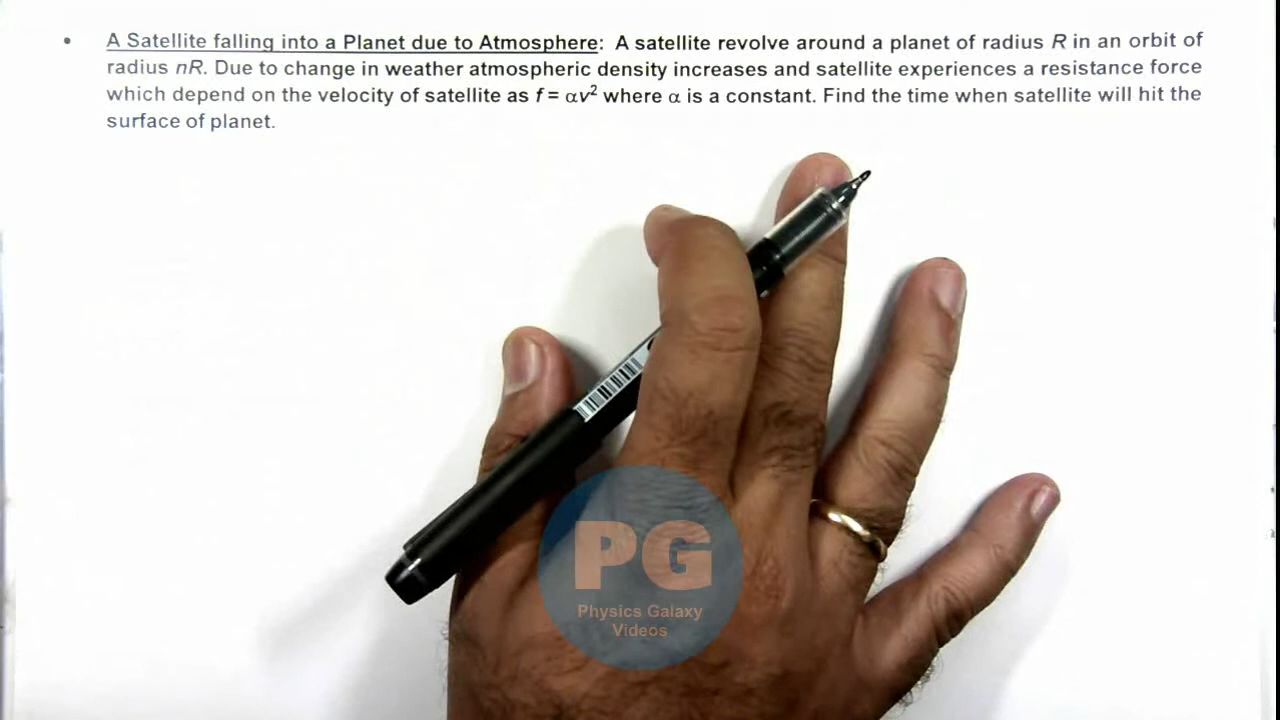 • A Satellite falling into a Planet due to Atmosphere: A satellite revolve around a planet of radius R in an orbit of
radius nR. Due to change in weather atmospheric density increases and satellite experiences a resistance force
which depend on the velocity of satellite as f = αv² where α is a constant. Find the time when satellite will hit the
surface of planet.
PG
Physics Galaxy
Videos